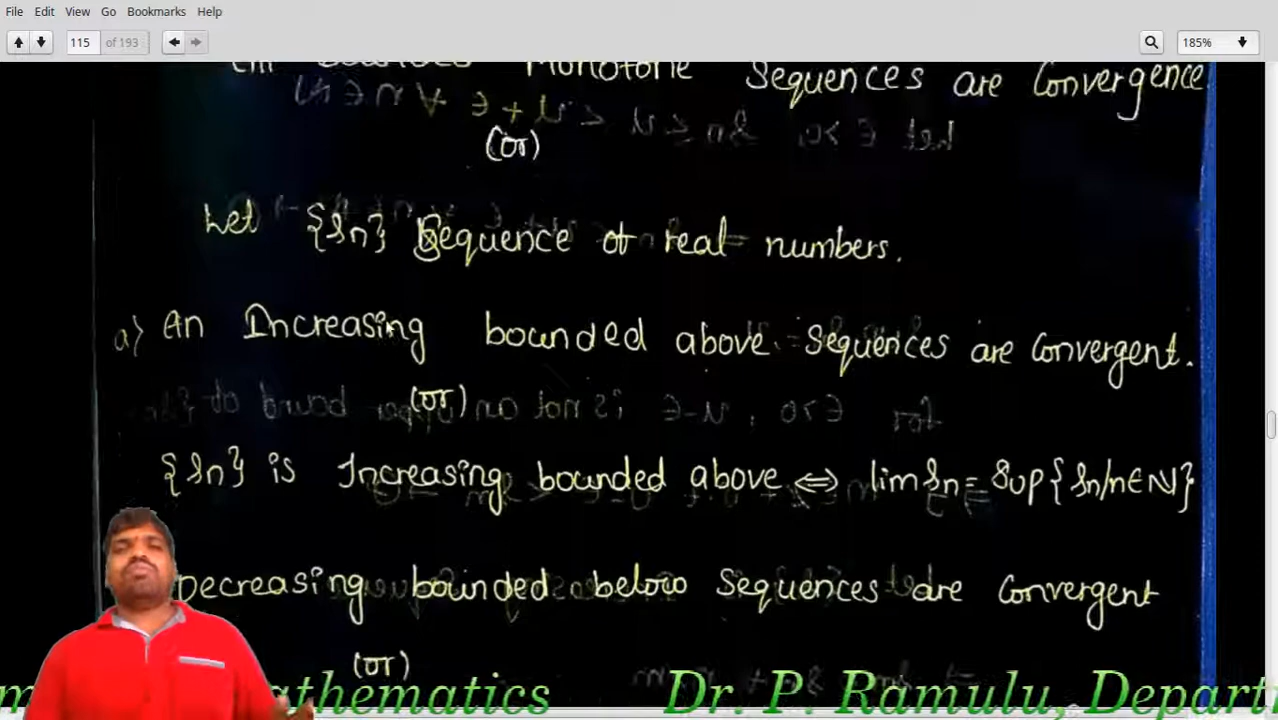 File Edit View Go Bookmarks Help
115 of 193 185%
Monotone Sequences are Convergence
(or)
Let {Sn} Sequence of real numbers.
a) An Increasing bounded above Sequences are Convergent.
(or)
{Sn} is Increasing bounded above ⇔ lim Sn = Sup{Sn/n∈N}
Decreasing bounded below Sequences are Convergent
(or)
athematics Dr. P. Ramulu, Departm